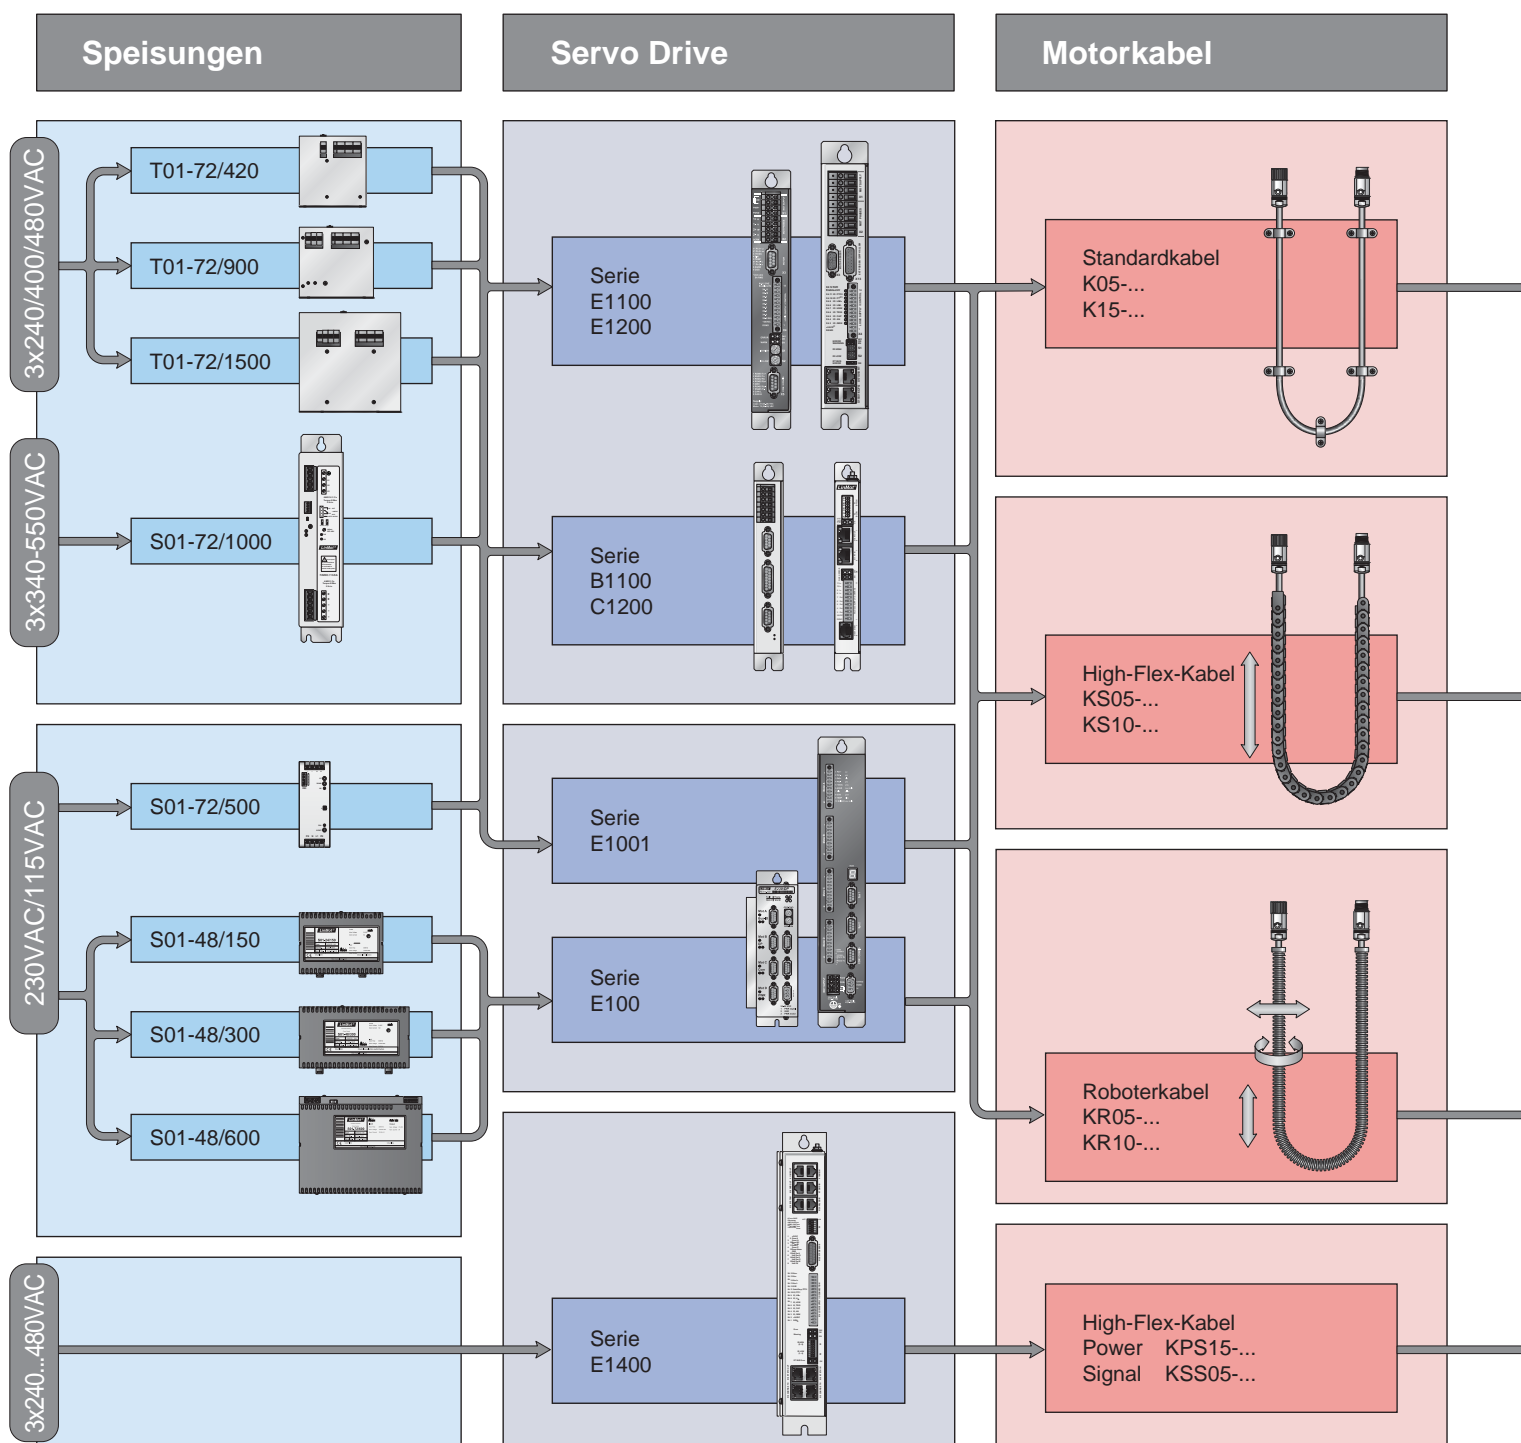 Speisungen
Servo Drive
Motorkabel
3x240/400/480VAC
T01-72/420
T01-72/900
T01-72/1500
3x340-550VAC
S01-72/1000
230VAC/115VAC
S01-72/500
S01-48/150
S01-48/300
S01-48/600
3x240...480VAC
Serie
E1100
E1200
Serie
B1100
C1200
Serie
E1001
Serie
E100
Serie
E1400
Standardkabel
K05-...
K15-...
High-Flex-Kabel
KS05-...
KS10-...
Roboterkabel
KR05-...
KR10-...
High-Flex-Kabel
Power KPS15-...
Signal KSS05-...